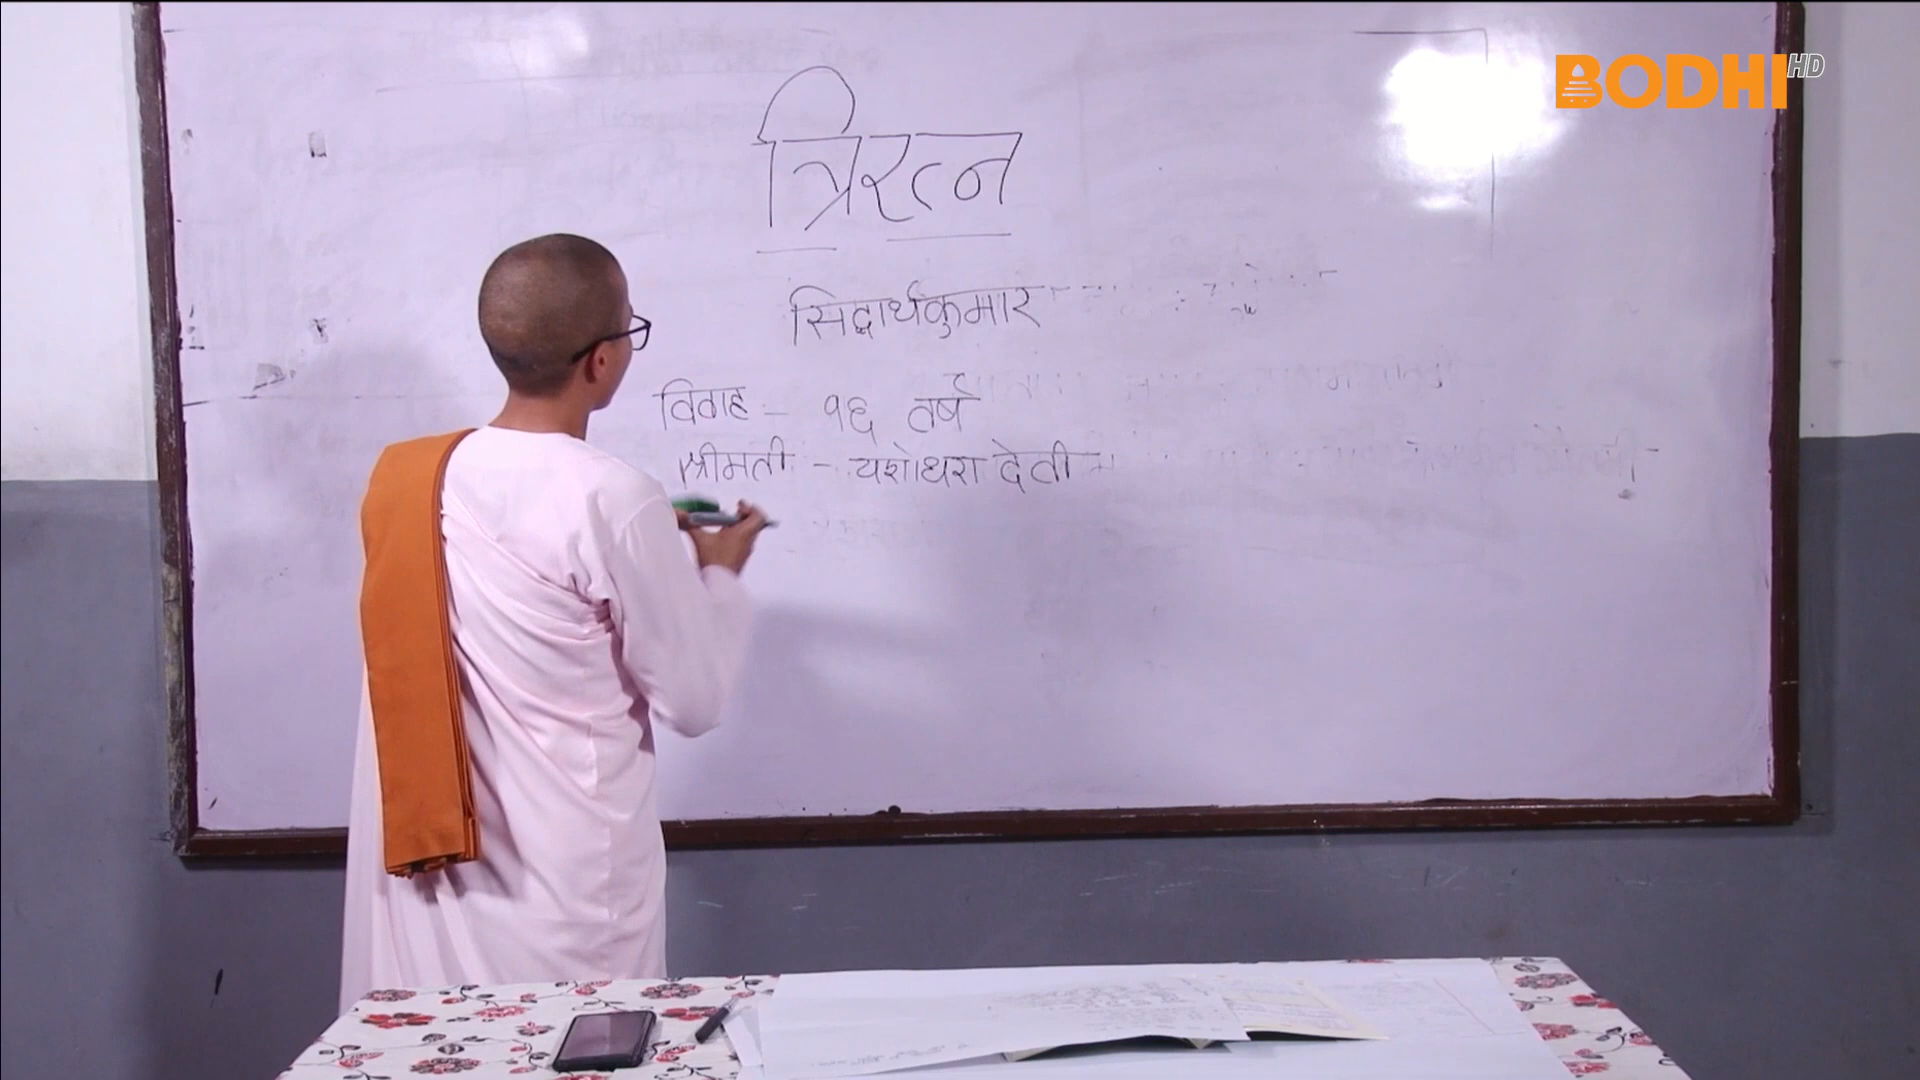 BODHI HD
त्रिरत्न
सिद्धार्थकुमार
विवाह – १६ वर्ष
श्रीमती – यशोधरा देवी